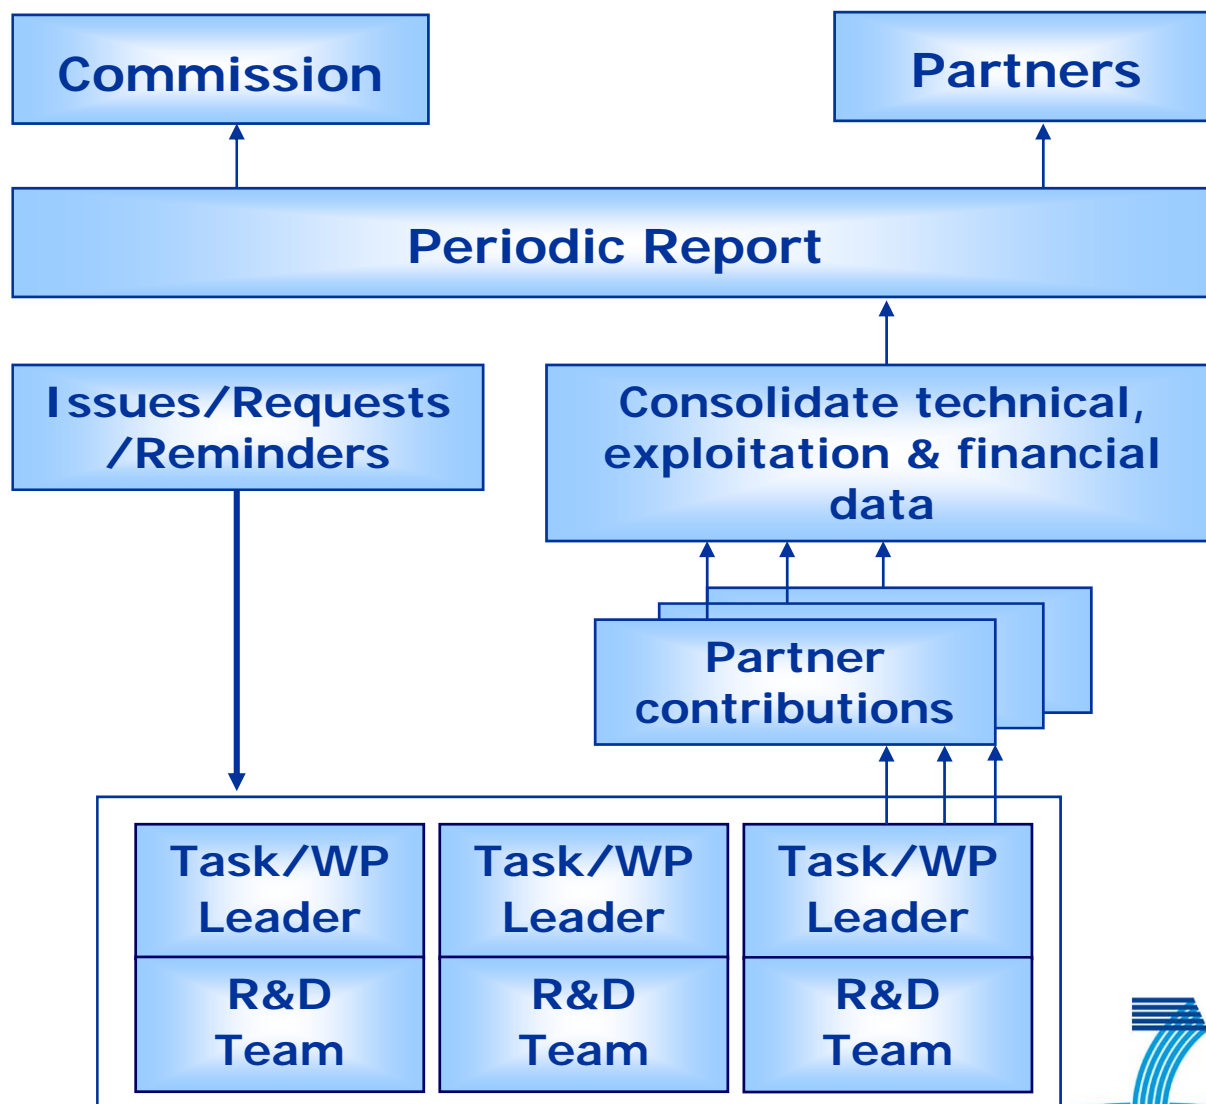 Commission
Partners
Periodic Report
Issues/Requests
/Reminders
Consolidate technical,
exploitation & financial
data
Partner
contributions
Task/WP
Leader
Task/WP
Leader
Task/WP
Leader
R&D
Team
R&D
Team
R&D
Team